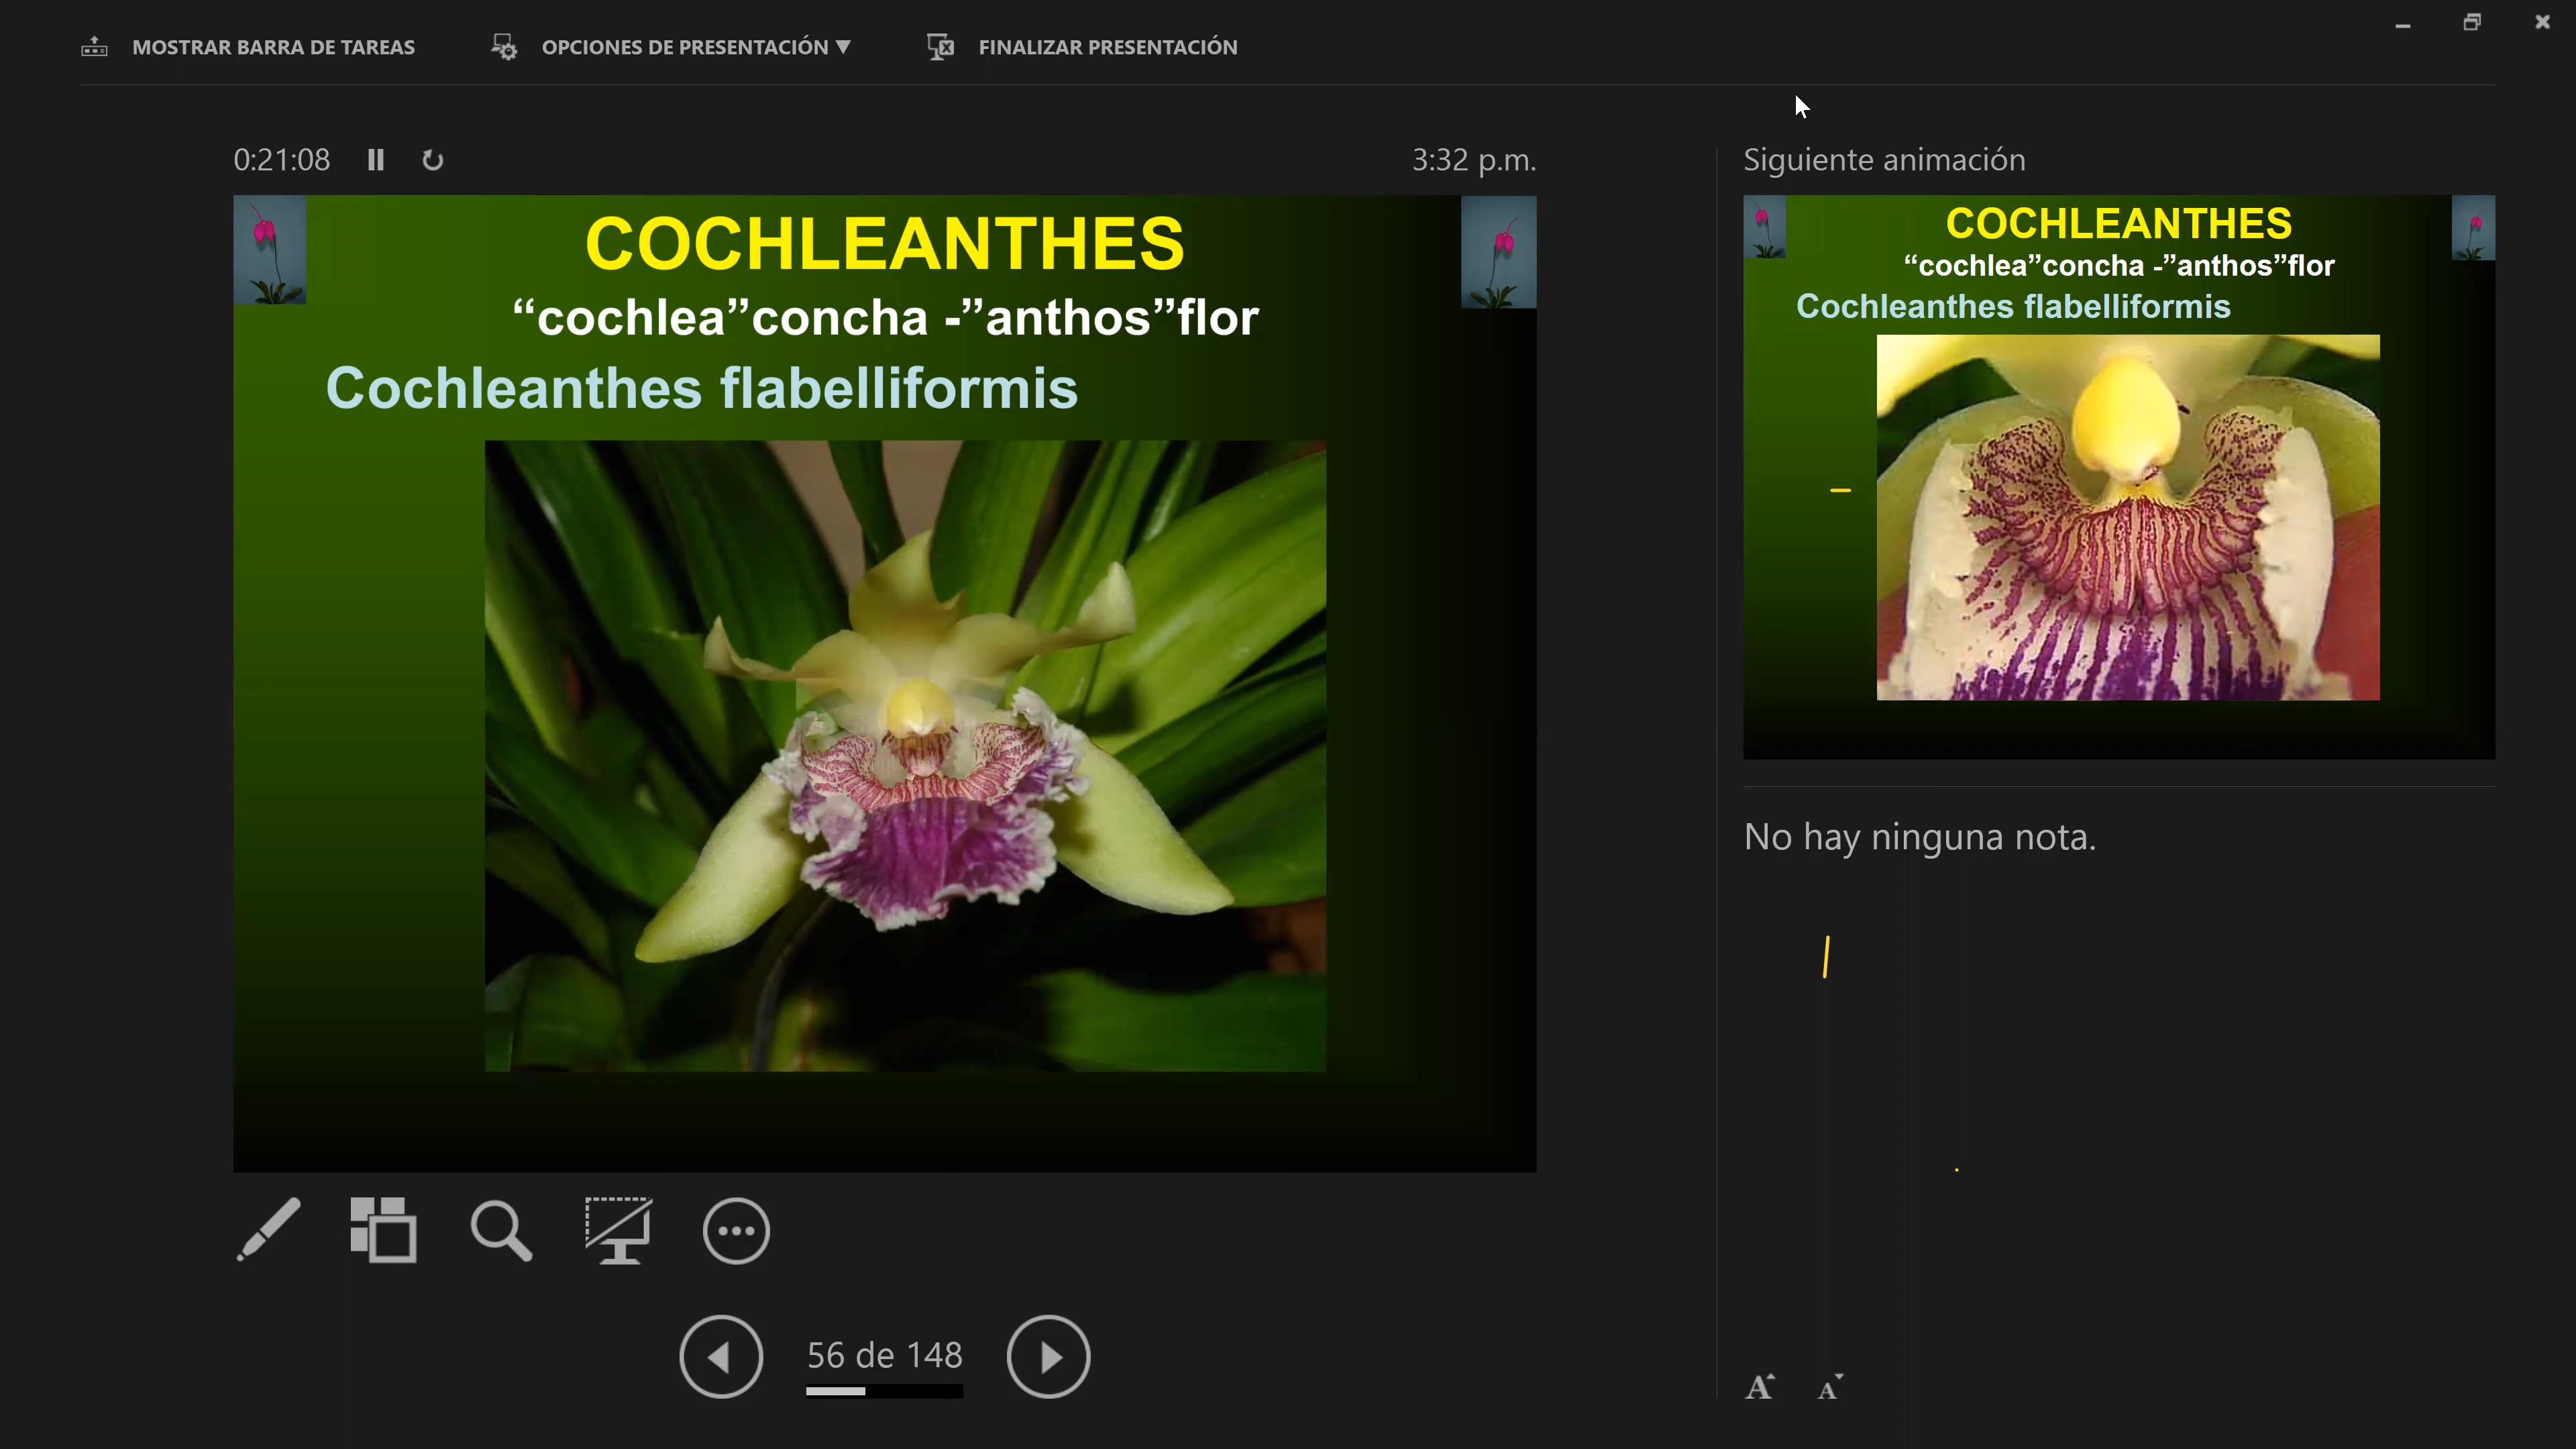 MOSTRAR BARRA DE TAREAS OPCIONES DE PRESENTACIÓN ▼ FINALIZAR PRESENTACIÓN
0:21:08 3:32 p.m.
COCHLEANTHES
“cochlea”concha -”anthos”flor
Cochleanthes flabelliformis
56 de 148
Siguiente animación
COCHLEANTHES
“cochlea”concha -”anthos”flor
Cochleanthes flabelliformis
No hay ninguna nota.
A A